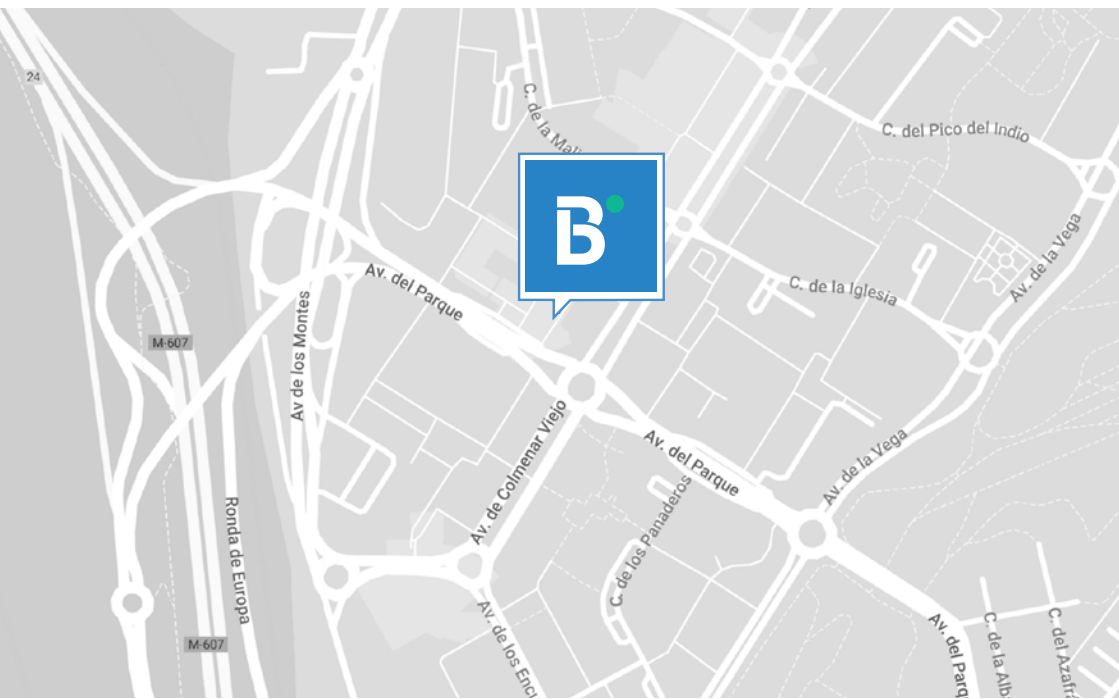 24
C. de la Mali
C. del Pico del Indio
B
Av. de la Vega
Av. del Parque
C. de la Iglesia
Av de los Montes
M-607
Av. de Colmenar Viejo
Av. del Parque
Av. de la Vega
C. de los Panaderos
Ronda de Europa
M-607
Av. de los Encu
Av. del Parq
C. de la Alb
C. del Azafr